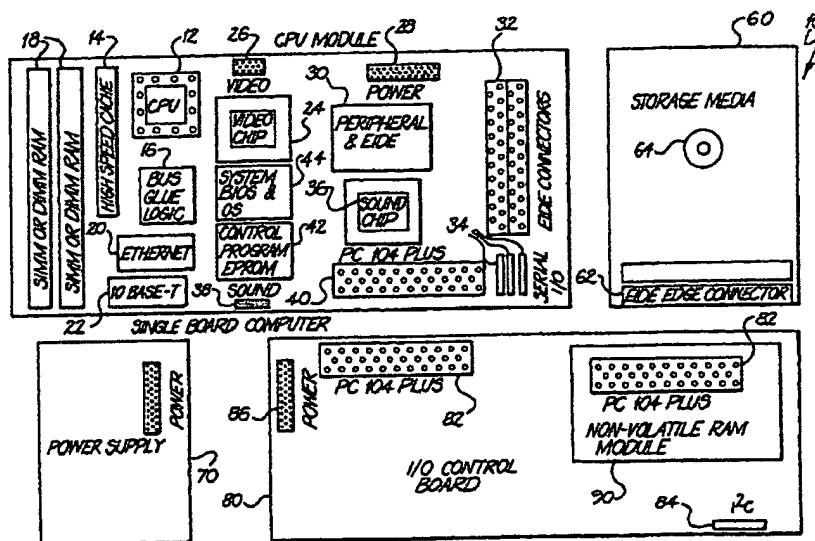 18
14
12
26
CPU MODULE
28
32
60
SIMM OR DIMM RAM
SIMM OR DIMM RAM
HIGH SPEED CACHE
CPU
VIDEO
VIDEO CHIP
24
POWER
30
PERIPHERAL & EIDE
EIDE CONNECTORS
STORAGE MEDIA
64
16
BUS GLUE LOGIC
SYSTEM BIOS & OS
44
36
SOUND CHIP
34
20
ETHERNET
CONTROL PROGRAM EPROM
42
PC 104 PLUS
40
SERIAL I/O
22
10 BASE-T
SOUND
38
62
EIDE EDGE CONNECTOR
SINGLE BOARD COMPUTER
POWER SUPPLY
POWER
70
86
POWER
PC 104 PLUS
82
I/O CONTROL BOARD
80
82
PC 104 PLUS
NON-VOLATILE RAM MODULE
90
84
I²C